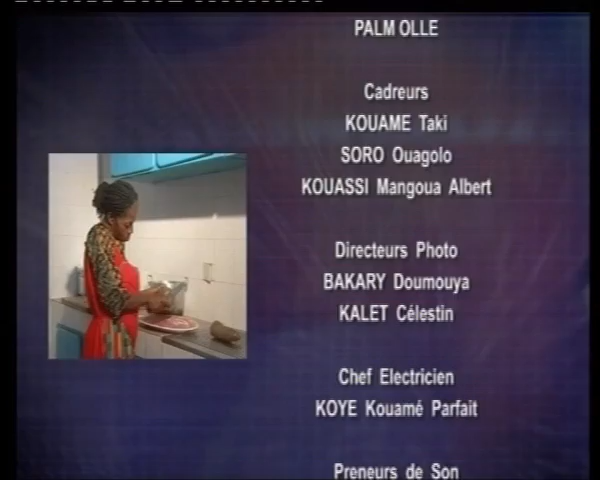 PALM OLLE
Cadreurs
KOUAME Taki
SORO Ouagolo
KOUASSI Mangoua Albert
Directeurs Photo
BAKARY Doumouya
KALET Célestin
Chef Electricien
KOYE Kouamé Parfait
Preneurs de Son